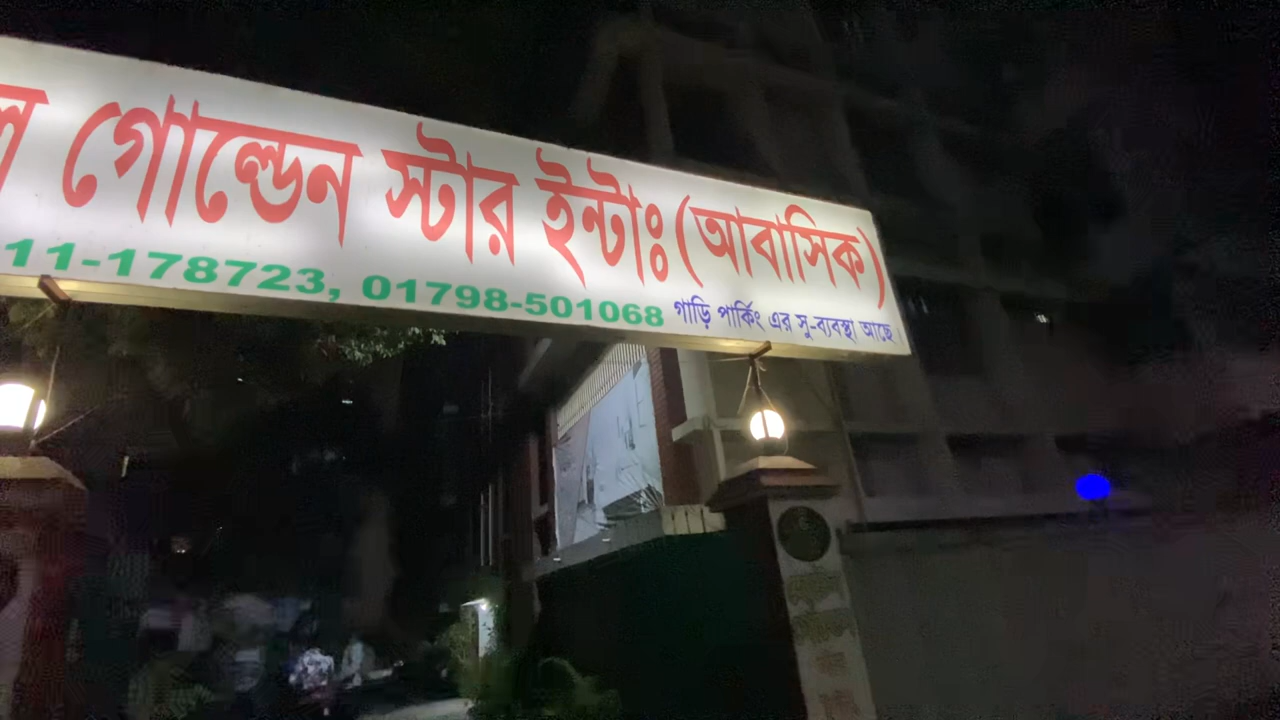 গোল্ডেন স্টার ইন্টাঃ (আবাসিক)
11-178723, 01798-501068 গাড়ি পার্কিং এর সু-ব্যবস্থা আছে।